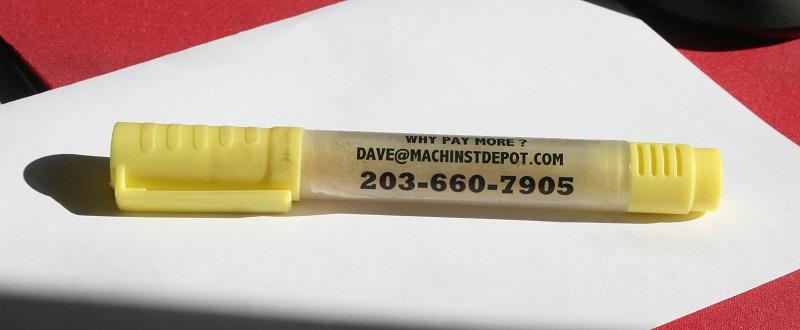 WHY PAY MORE ?
DAVE@MACHINSTDEPOT.COM
203-660-7905